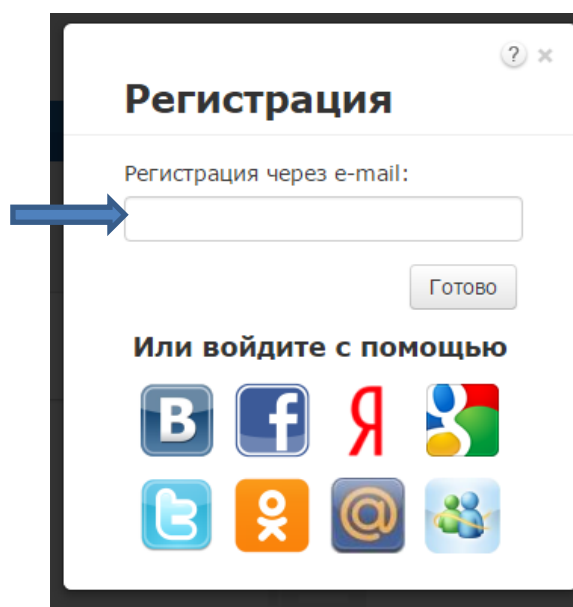 ?
Регистрация
Регистрация через e-mail:
Готово
Или войдите с помощью
В f Я g
t @